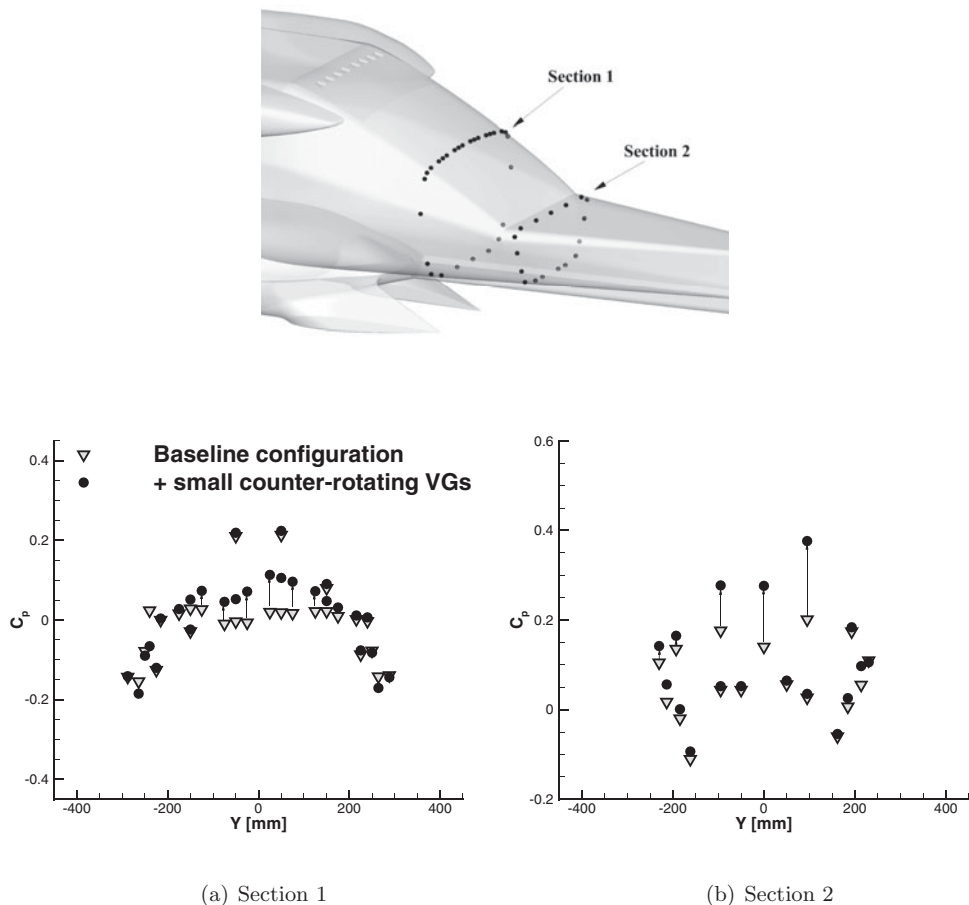 Section 1
Section 2
Baseline configuration
+ small counter-rotating VGs
0.4
0.2
0
-0.2
-0.4
Cp
-400 -200 0 200 400
Y [mm]
0.6
0.4
0.2
0
-0.2
Cp
-400 -200 0 200 400
Y [mm]
(a) Section 1
(b) Section 2